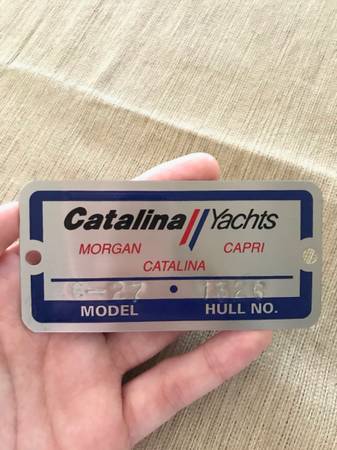 Catalina Yachts
MORGAN CAPRI
CATALINA
C-27 • 1326
MODEL HULL NO.